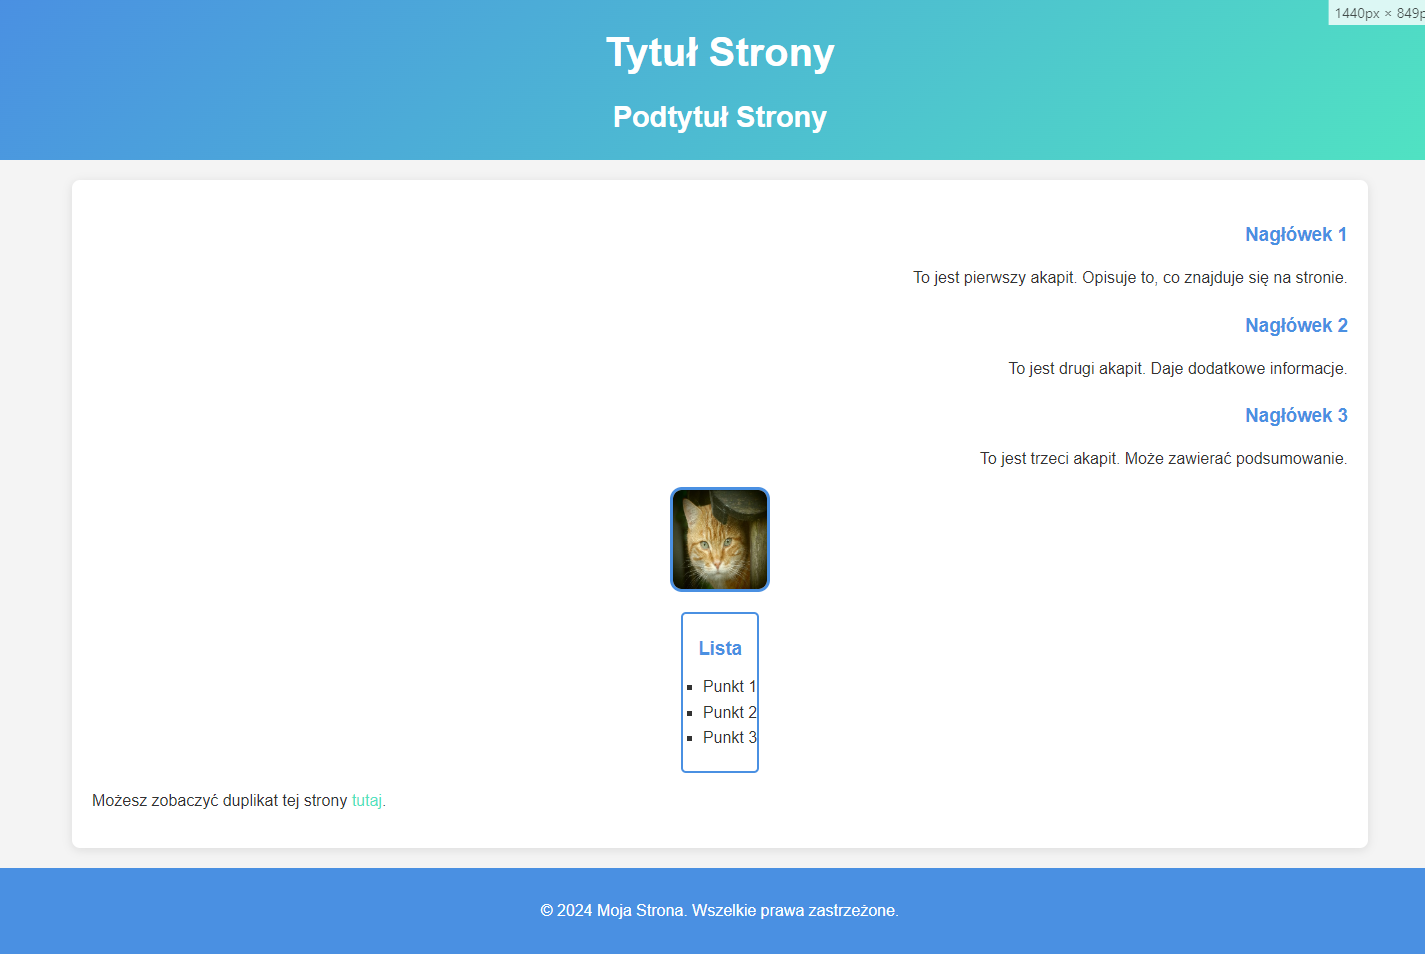 1440px × 849p
Tytuł Strony
Podtytuł Strony
Nagłówek 1
To jest pierwszy akapit. Opisuje to, co znajduje się na stronie.
Nagłówek 2
To jest drugi akapit. Daje dodatkowe informacje.
Nagłówek 3
To jest trzeci akapit. Może zawierać podsumowanie.
Lista
▪ Punkt 1
▪ Punkt 2
▪ Punkt 3
Możesz zobaczyć duplikat tej strony tutaj.
© 2024 Moja Strona. Wszelkie prawa zastrzeżone.